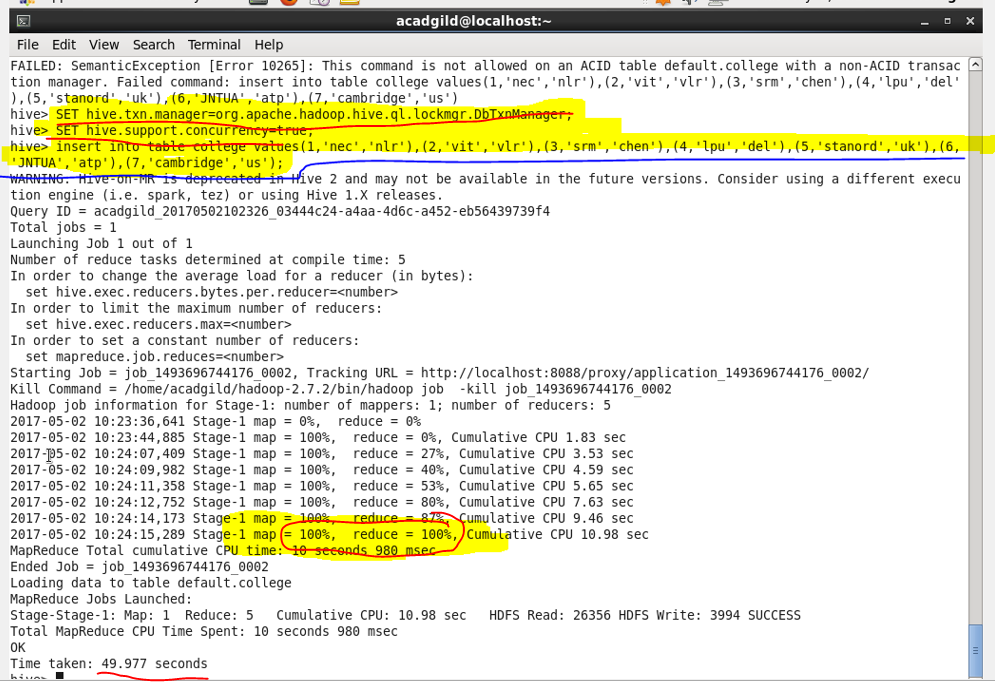 acadgild@localhost:~
File Edit View Search Terminal Help
FAILED: SemanticException [Error 10265]: This command is not allowed on an ACID table default.college with a non-ACID transac
tion manager. Failed command: insert into table college values(1,'nec','nlr'),(2,'vit','vlr'),(3,'srm','chen'),(4,'lpu','del'
),(5,'stanord','uk'),(6,'JNTUA','atp'),(7,'cambridge','us')
hive> SET hive.txn.manager=org.apache.hadoop.hive.ql.lockmgr.DbTxnManager;
hive> SET hive.support.concurrency=true;
hive> insert into table college values(1,'nec','nlr'),(2,'vit','vlr'),(3,'srm','chen'),(4,'lpu','del'),(5,'stanord','uk'),(6,
'JNTUA','atp'),(7,'cambridge','us');
WARNING: Hive-on-MR is deprecated in Hive 2 and may not be available in the future versions. Consider using a different execu
tion engine (i.e. spark, tez) or using Hive 1.X releases.
Query ID = acadgild_20170502102326_03444c24-a4aa-4d6c-a452-eb56439739f4
Total jobs = 1
Launching Job 1 out of 1
Number of reduce tasks determined at compile time: 5
In order to change the average load for a reducer (in bytes):
  set hive.exec.reducers.bytes.per.reducer=<number>
In order to limit the maximum number of reducers:
  set hive.exec.reducers.max=<number>
In order to set a constant number of reducers:
  set mapreduce.job.reduces=<number>
Starting Job = job_1493696744176_0002, Tracking URL = http://localhost:8088/proxy/application_1493696744176_0002/
Kill Command = /home/acadgild/hadoop-2.7.2/bin/hadoop job  -kill job_1493696744176_0002
Hadoop job information for Stage-1: number of mappers: 1; number of reducers: 5
2017-05-02 10:23:36,641 Stage-1 map = 0%,  reduce = 0%
2017-05-02 10:23:44,885 Stage-1 map = 100%,  reduce = 0%, Cumulative CPU 1.83 sec
2017-05-02 10:24:07,409 Stage-1 map = 100%,  reduce = 27%, Cumulative CPU 3.53 sec
2017-05-02 10:24:09,982 Stage-1 map = 100%,  reduce = 40%, Cumulative CPU 4.59 sec
2017-05-02 10:24:11,358 Stage-1 map = 100%,  reduce = 53%, Cumulative CPU 5.65 sec
2017-05-02 10:24:12,752 Stage-1 map = 100%,  reduce = 80%, Cumulative CPU 7.63 sec
2017-05-02 10:24:14,173 Stage-1 map = 100%,  reduce = 87%, Cumulative CPU 9.46 sec
2017-05-02 10:24:15,289 Stage-1 map = 100%,  reduce = 100%, Cumulative CPU 10.98 sec
MapReduce Total cumulative CPU time: 10 seconds 980 msec
Ended Job = job_1493696744176_0002
Loading data to table default.college
MapReduce Jobs Launched:
Stage-Stage-1: Map: 1  Reduce: 5   Cumulative CPU: 10.98 sec   HDFS Read: 26356 HDFS Write: 3994 SUCCESS
Total MapReduce CPU Time Spent: 10 seconds 980 msec
OK
Time taken: 49.977 seconds
hive>